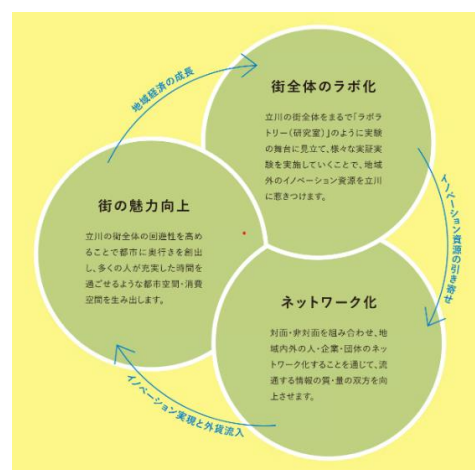 地域経済の成長
街全体のラボ化
立川の街全体をまるで「ラボラ
トリー（研究室）」のように実験
の舞台に見立て、様々な実証実
験を実施していくことで、地域
外のイノベーション資源を立川
に惹きつけます。
イノベーション資源の引き寄せ
街の魅力向上
立川の街全体の回遊性を高め
ることで都市に奥行きを創出
し、多くの人が充実した時間を
過ごせるような都市空間・消費
空間を生み出します。
ネットワーク化
対面・非対面を組み合わせ、地
域内外の人・企業・団体のネッ
トワーク化することを通じて、流
通する情報の質・量の双方を向
上させます。
イノベーション実現と外貨流入